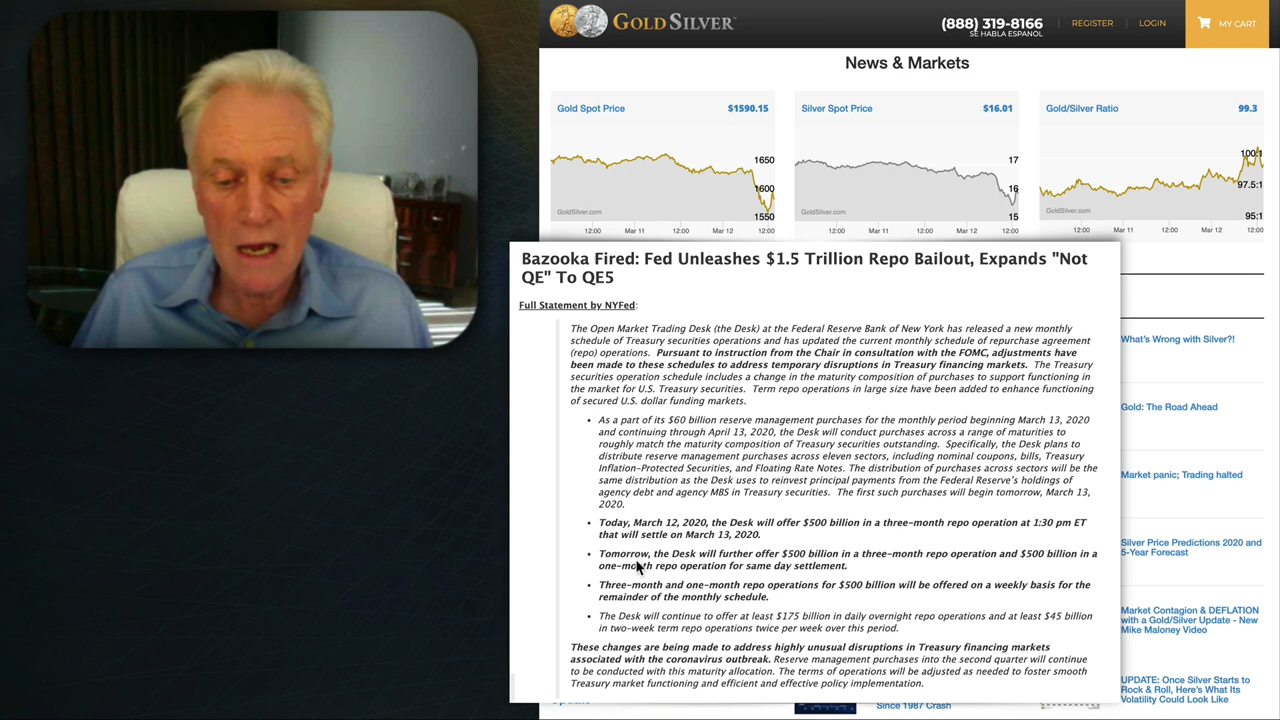 GOLDSILVER
(888) 319-8166
SE HABLA ESPANOL
REGISTER
LOGIN
MY CART
News & Markets
Gold Spot Price $1590.15
1650
1600
1550
GoldSilver.com
12:00 Mar 11 12:00 Mar 12 12:00
Silver Spot Price $16.01
17
16
15
GoldSilver.com
12:00 Mar 11 12:00 Mar 12 12:00
Gold/Silver Ratio 99.3
100:1
97.5:1
95:1
GoldSilver.com
12:00 Mar 11 12:00 Mar 12 12:00
Bazooka Fired: Fed Unleashes $1.5 Trillion Repo Bailout, Expands "Not
QE" To QE5
Full Statement by NYFed:
The Open Market Trading Desk (the Desk) at the Federal Reserve Bank of New York has released a new monthly
schedule of Treasury securities operations and has updated the current monthly schedule of repurchase agreement
(repo) operations. Pursuant to instruction from the Chair in consultation with the FOMC, adjustments have
been made to these schedules to address temporary disruptions in Treasury financing markets. The Treasury
securities operation schedule includes a change in the maturity composition of purchases to support functioning in
the market for U.S. Treasury securities. Term repo operations in large size have been added to enhance functioning
of secured U.S. dollar funding markets.
• As a part of its $60 billion reserve management purchases for the monthly period beginning March 13, 2020
and continuing through April 13, 2020, the Desk will conduct purchases across a range of maturities to
roughly match the maturity composition of Treasury securities outstanding. Specifically, the Desk plans to
distribute reserve management purchases across eleven sectors, including nominal coupons, bills, Treasury
Inflation-Protected Securities, and Floating Rate Notes. The distribution of purchases across sectors will be the
same distribution as the Desk uses to reinvest principal payments from the Federal Reserve's holdings of
agency debt and agency MBS in Treasury securities. The first such purchases will begin tomorrow, March 13,
2020.
• Today, March 12, 2020, the Desk will offer $500 billion in a three-month repo operation at 1:30 pm ET
that will settle on March 13, 2020.
• Tomorrow, the Desk will further offer $500 billion in a three-month repo operation and $500 billion in a
one-month repo operation for same day settlement.
• Three-month and one-month repo operations for $500 billion will be offered on a weekly basis for the
remainder of the monthly schedule.
• The Desk will continue to offer at least $175 billion in daily overnight repo operations and at least $45 billion
in two-week term repo operations twice per week over this period.
These changes are being made to address highly unusual disruptions in Treasury financing markets
associated with the coronavirus outbreak. Reserve management purchases into the second quarter will continue
to be conducted with this maturity allocation. The terms of operations will be adjusted as needed to foster smooth
Treasury market functioning and efficient and effective policy implementation.
What's Wrong with Silver?!
Gold: The Road Ahead
Market panic; Trading halted
Silver Price Predictions 2020 and
5-Year Forecast
Market Contagion & DEFLATION
with a Gold/Silver Update - New
Mike Maloney Video
UPDATE: Once Silver Starts to
Rock & Roll, Here's What Its
Volatility Could Look Like
Since 1987 Crash